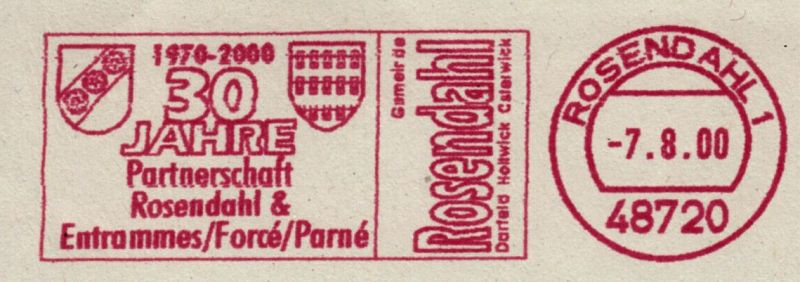 1970-2000
30
JAHRE
Partnerschaft
Rosendahl &
Entrammes/Forcé/Parné
Gemeinde
Rosendahl
Darfeld Holtwick Osterwick
ROSENDAHL 1
-7.8.00
48720